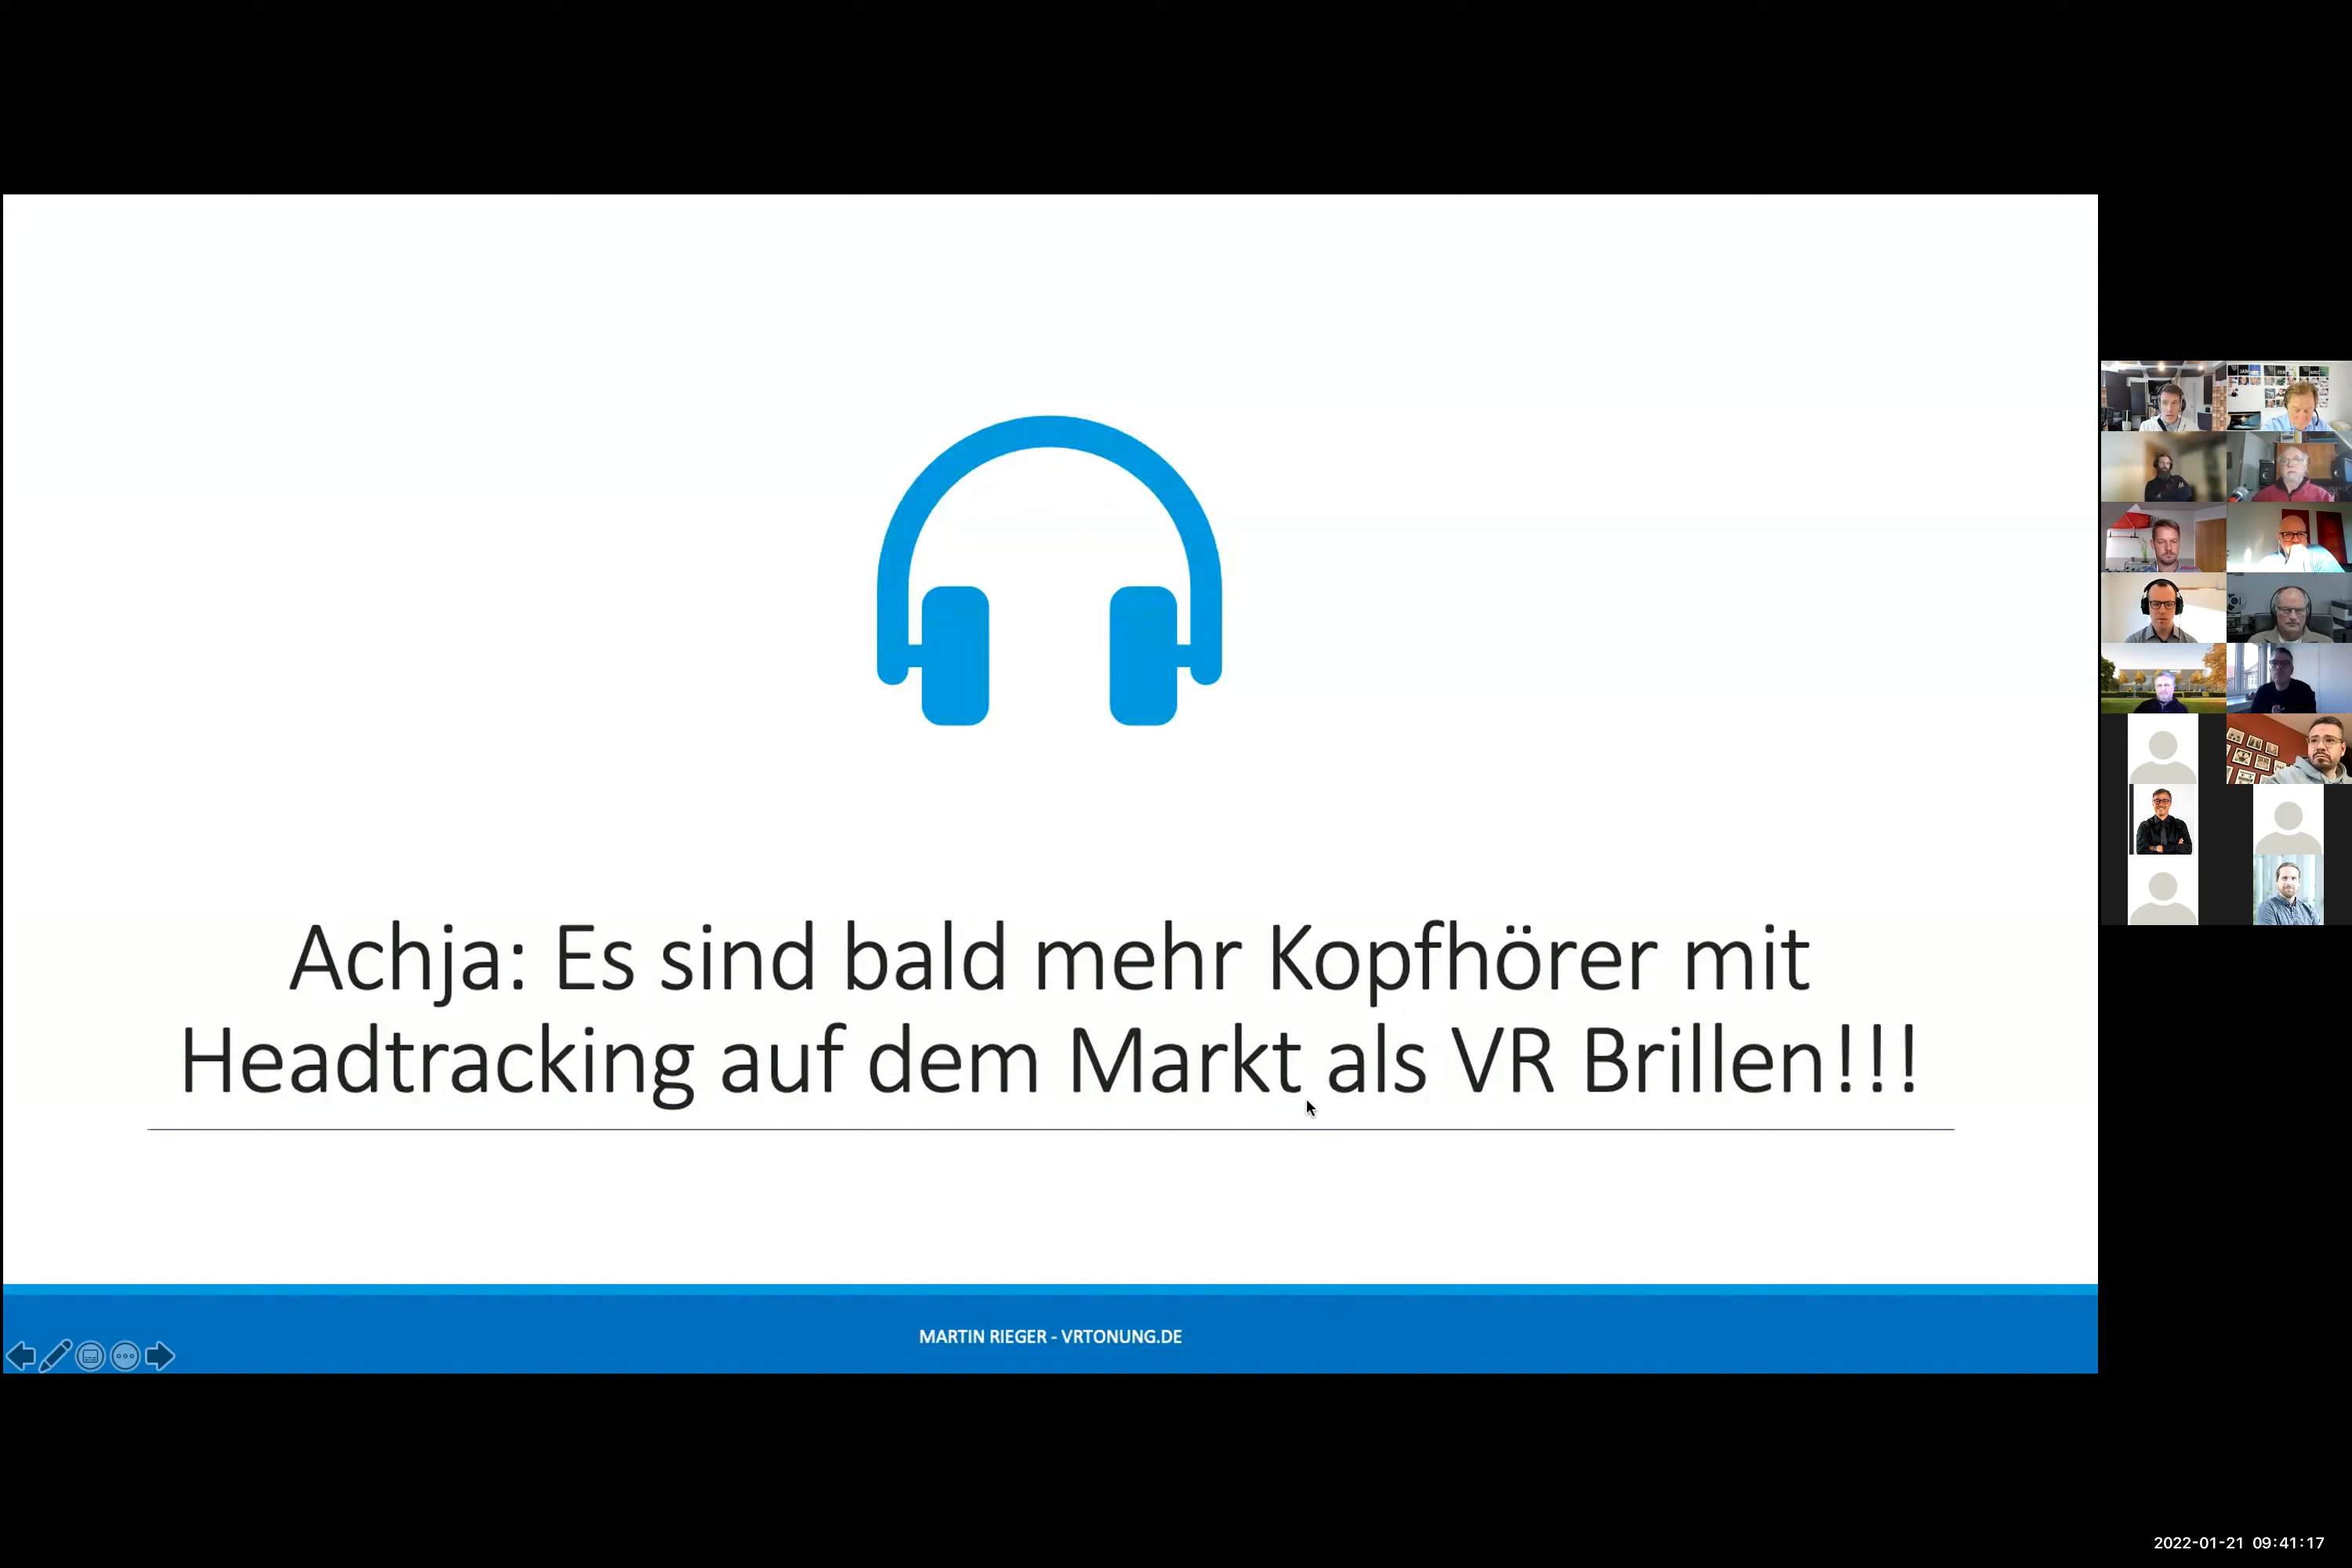 Achja: Es sind bald mehr Kopfhörer mit
Headtracking auf dem Markt als VR Brillen!!!
MARTIN RIEGER - VRTONUNG.DE
2022-01-21 09:41:17